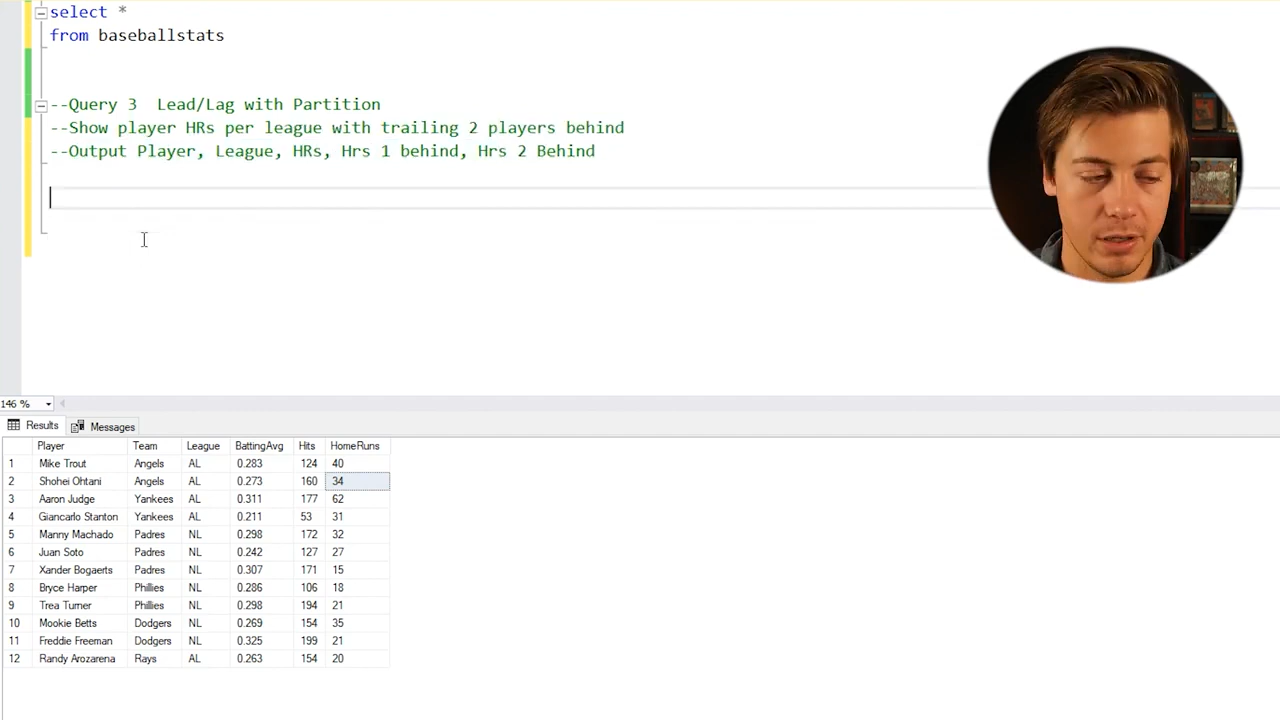 select *
from baseballstats
--Query 3  Lead/Lag with Partition
--Show player HRs per league with trailing 2 players behind
--Output Player, League, HRs, Hrs 1 behind, Hrs 2 Behind
146 %
Results Messages
Player Team League BattingAvg Hits HomeRuns
1 Mike Trout Angels AL 0.283 124 40
2 Shohei Ohtani Angels AL 0.273 160 34
3 Aaron Judge Yankees AL 0.311 177 62
4 Giancarlo Stanton Yankees AL 0.211 53 31
5 Manny Machado Padres NL 0.298 172 32
6 Juan Soto Padres NL 0.242 127 27
7 Xander Bogaerts Padres NL 0.307 171 15
8 Bryce Harper Phillies NL 0.286 106 18
9 Trea Turner Phillies NL 0.298 194 21
10 Mookie Betts Dodgers NL 0.269 154 35
11 Freddie Freeman Dodgers NL 0.325 199 21
12 Randy Arozarena Rays AL 0.263 154 20